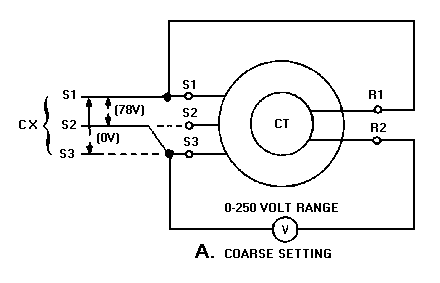 S1
S1
(78V)
R1
CX
S2
S2
CT
(0V)
R2
S3
S3
0-250 VOLT RANGE
V
A. COARSE SETTING